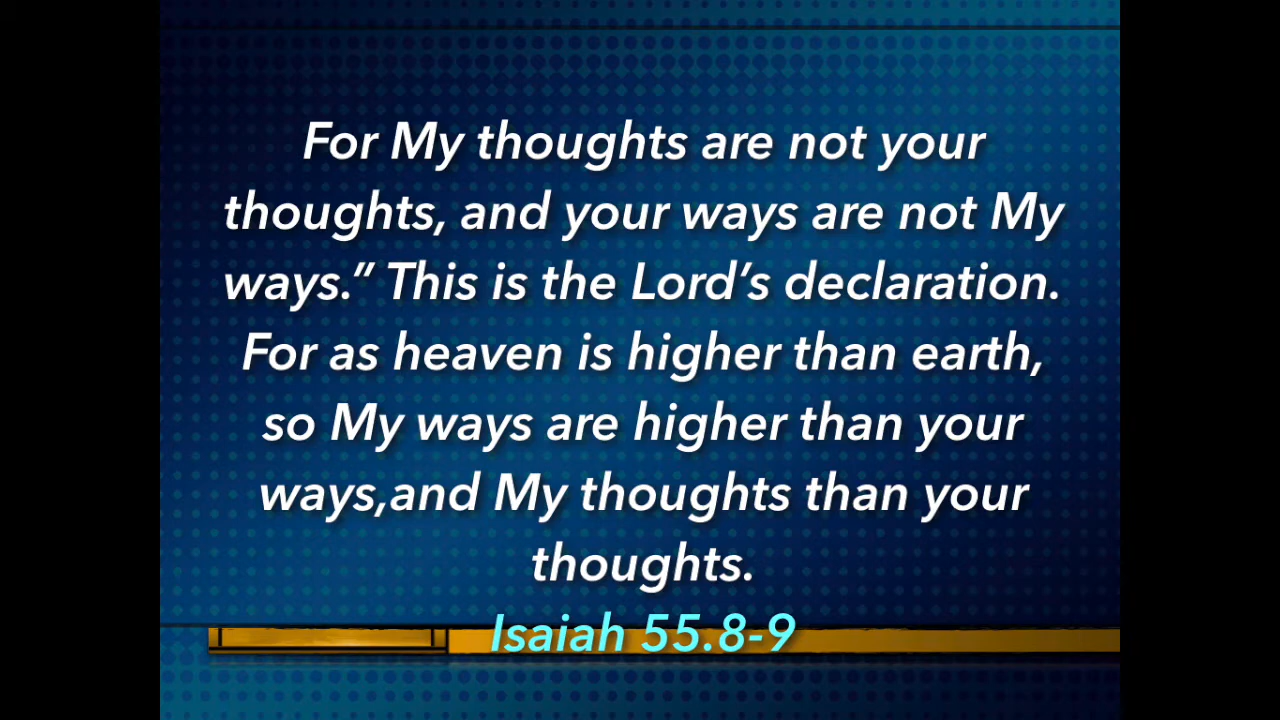 For My thoughts are not your
thoughts, and your ways are not My
ways.” This is the Lord’s declaration.
For as heaven is higher than earth,
so My ways are higher than your
ways,and My thoughts than your
thoughts.
Isaiah 55.8-9